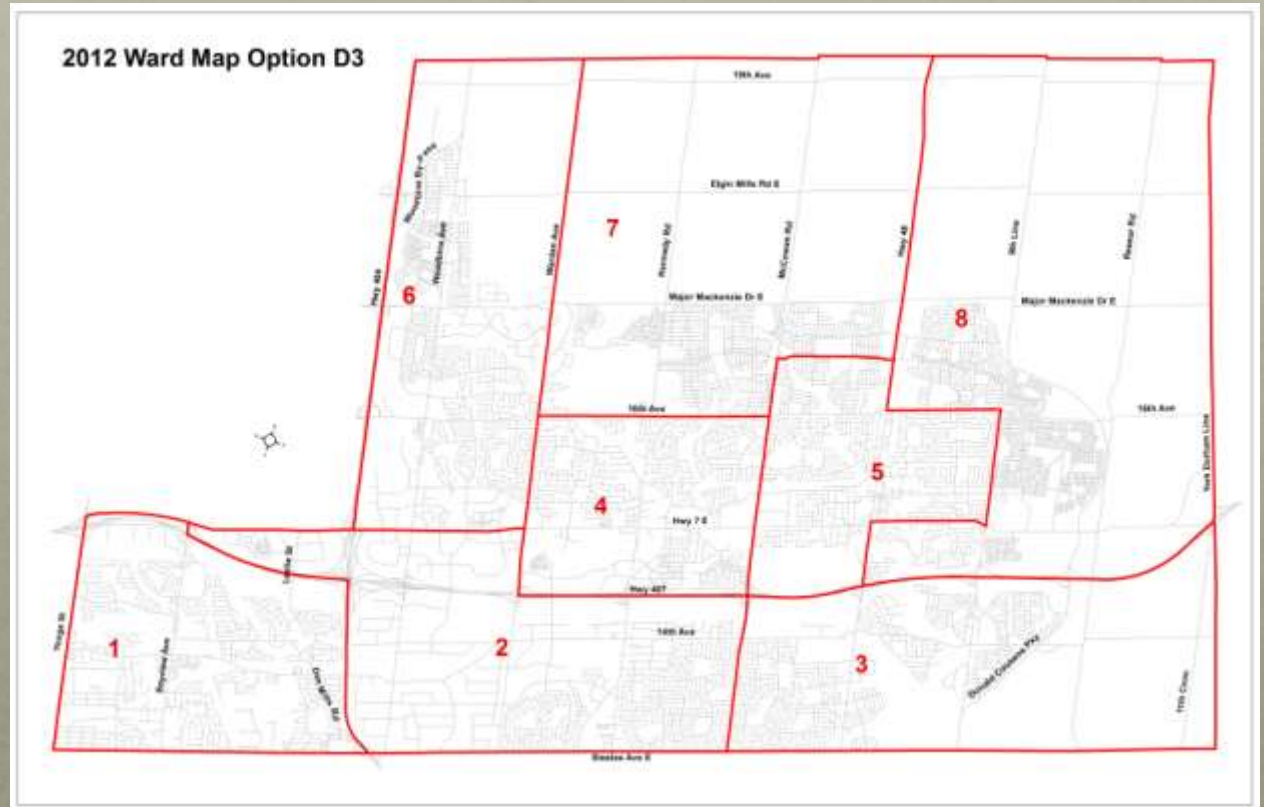 2012 Ward Map Option D3
19th Ave
Woodbine By-Pass
Elgin Mills Rd E
7
Woodbine Ave
Warden Ave
Kennedy Rd
McCowan Rd
Hwy 48
9th Line
Reesor Rd
Hwy 404
6
Major Mackenzie Dr E
Major Mackenzie Dr E
8
16th Ave
16th Ave
York Durham Line
5
4
Hwy 7 E
Hwy 407
Yonge St
1
Bayview Ave
Don Mills Rd
2
14th Ave
3
Donald Cousens Pky
11th Conc
Steeles Ave E